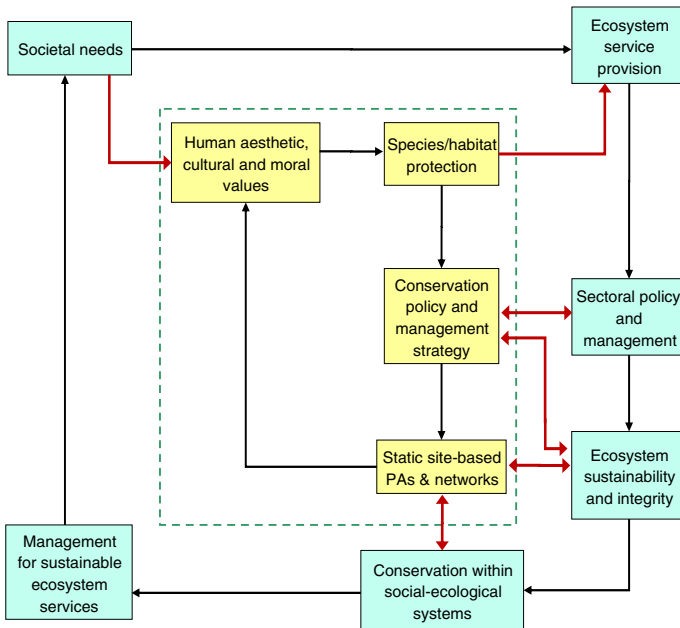 Societal needs
Ecosystem
service
provision
Human aesthetic,
cultural and moral
values
Species/habitat
protection
Conservation
policy and
management
strategy
Sectoral policy
and
management
Static site-based
PAs & networks
Ecosystem
sustainability
and integrity
Management
for sustainable
ecosystem
services
Conservation within
social-ecological
systems